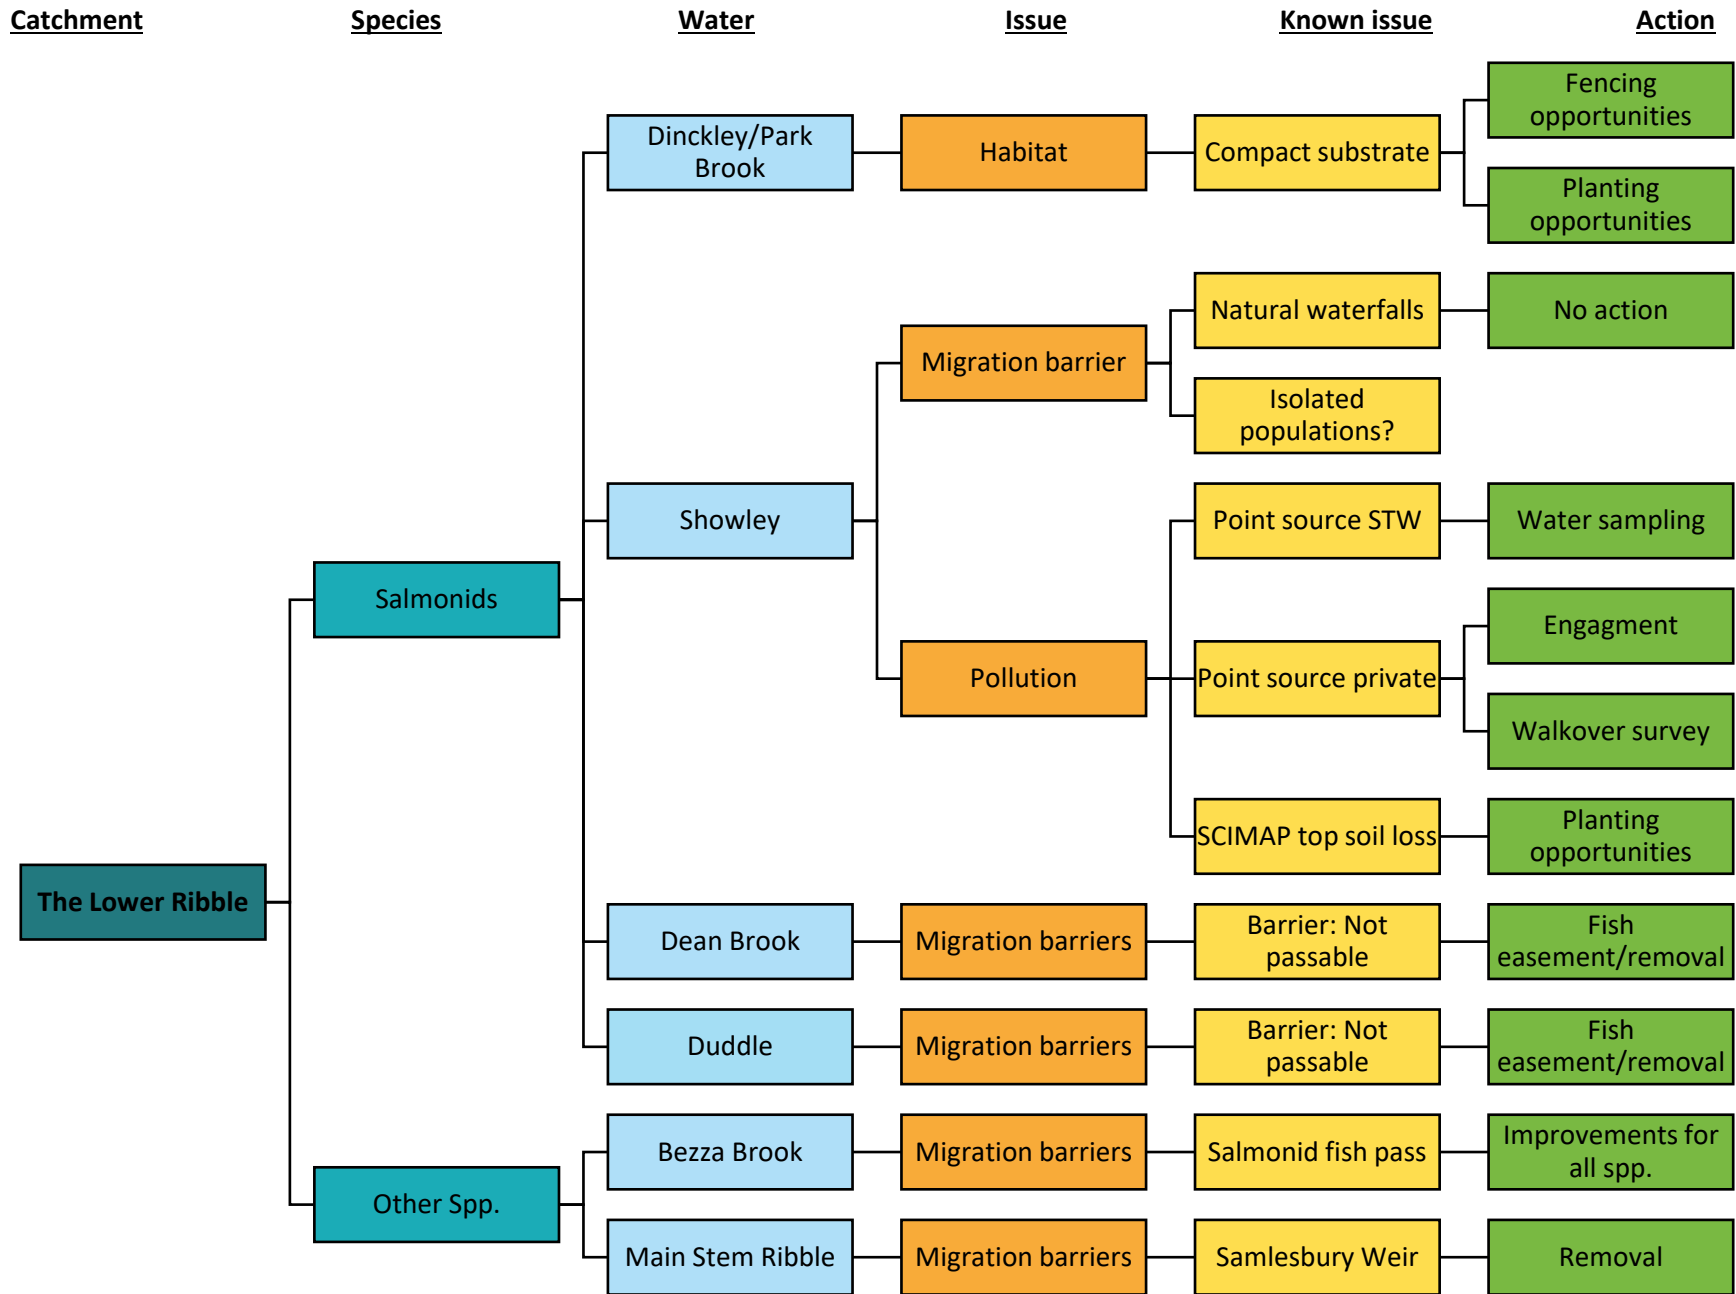 Catchment
Species
Water
Issue
Known issue
Action
Dinckley/Park
Brook
Habitat
Compact substrate
Fencing
opportunities
Planting
opportunities
Natural waterfalls
No action
Migration barrier
Isolated
populations?
Showley
Point source STW
Water sampling
Salmonids
Pollution
Point source private
Engagment
Walkover survey
SCIMAP top soil loss
Planting
opportunities
The Lower Ribble
Dean Brook
Migration barriers
Barrier: Not
passable
Fish
easement/removal
Duddle
Migration barriers
Barrier: Not
passable
Fish
easement/removal
Other Spp.
Bezza Brook
Migration barriers
Salmonid fish pass
Improvements for
all spp.
Main Stem Ribble
Migration barriers
Samlesbury Weir
Removal